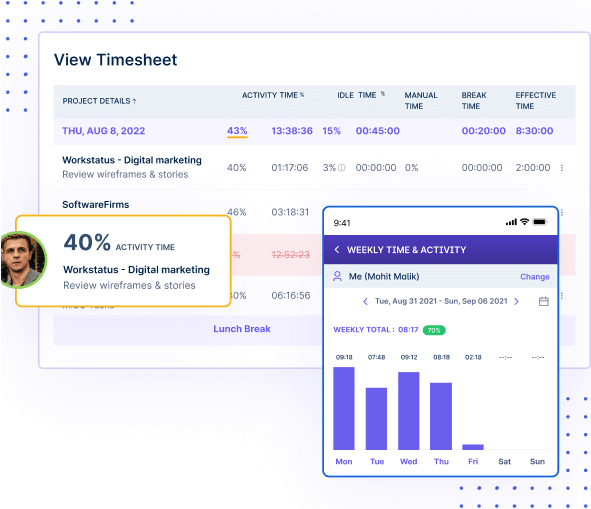 View Timesheet
PROJECT DETAILS ↑ ACTIVITY TIME % IDLE TIME % MANUAL TIME BREAK TIME EFFECTIVE TIME
THU, AUG 8, 2022 43% 13:38:36 15% 00:45:00 00:20:00 8:30:00
Workstatus - Digital marketing 40% 01:17:06 3% 00:00:00 0% 00:00:00 2:00:00
Review wireframes & stories
SoftwareFirms
46% 03:18:31
12:52:23
06:16:56
Lunch Break
40% ACTIVITY TIME
Workstatus - Digital marketing
Review wireframes & stories
9:41
WEEKLY TIME & ACTIVITY
Me (Mohit Malik) Change
Tue, Aug 31 2021 - Sun, Sep 06 2021
WEEKLY TOTAL : 08:17 70%
09:18 07:48 09:12 08:18 02:18 --:-- --:--
Mon Tue Wed Thu Fri Sat Sun